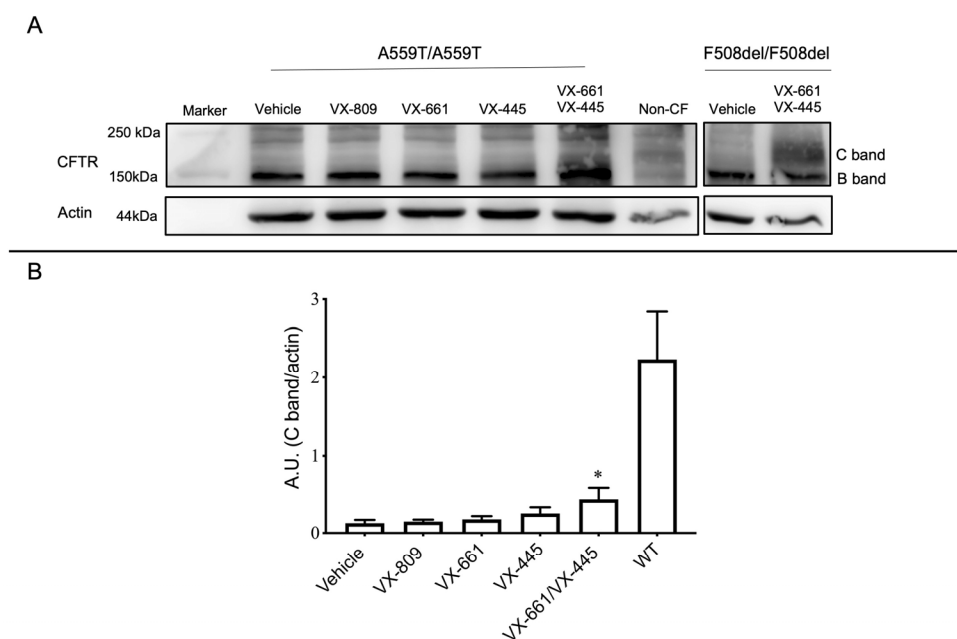 A
A559T/A559T
F508del/F508del
Marker Vehicle VX-809 VX-661 VX-445 VX-661 VX-445 Non-CF Vehicle VX-661 VX-445
250 kDa
CFTR
C band
150kDa
B band
Actin
44kDa
B
A.U. (C band/actin)
3
2
1
0
*
Vehicle
VX-809
VX-661
VX-445
VX-661/VX-445
WT